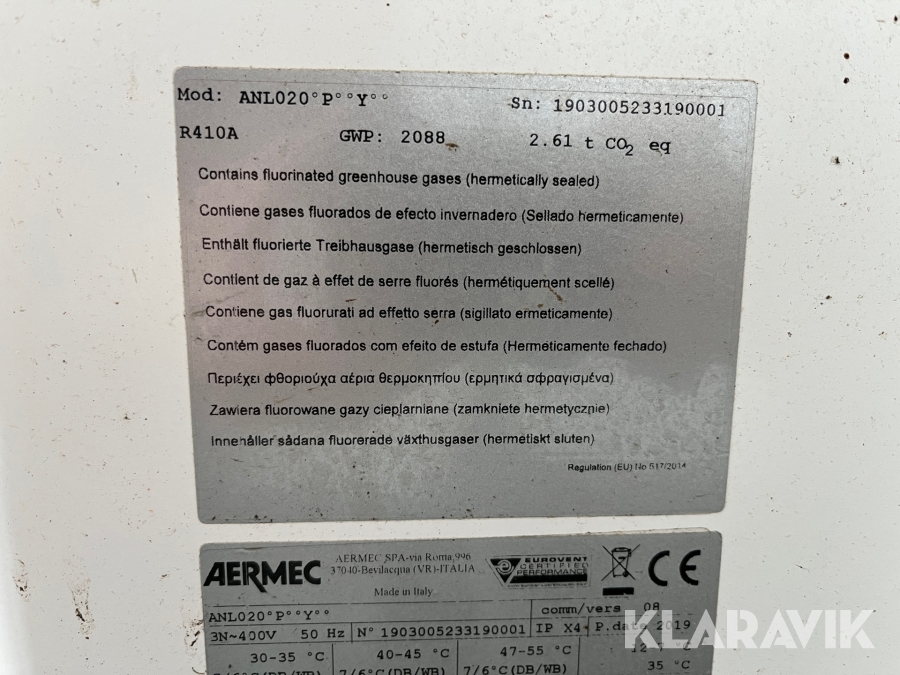 Mod: ANL020°P°°Y°° Sn: 1903005233190001
R410A GWP: 2088 2.61 t CO2 eq
Contains fluorinated greenhouse gases (hermetically sealed)
Contiene gases fluorados de efecto invernadero (Sellado hermeticamente)
Enthält fluorierte Treibhausgase (hermetisch geschlossen)
Contient de gaz à effet de serre fluorés (hermétiquement scellé)
Contiene gas fluorurati ad effetto serra (sigillato ermeticamente)
Contém gases fluorados com efeito de estufa (Hermeticamente fechado)
Περιέχει φθοριούχα αέρια θερμοκηπίου (ερμητικά σφραγισμένα)
Zawiera fluorowane gazy cieplarniane (zamkniete hermetycznie)
Innehåller sådana fluorerade växthusgaser (hermetiskt sluten)
Regulation (EU) No 517/2014
AERMEC AERMEC SPA-via Roma,996
37040-Bevilacqua (VR)-ITALIA
Made in Italy
EUROVENT
CERTIFIED
PERFORMANCE
CE
ANL020°P°°Y°° comm/vers 08
3N~400V 50 Hz N° 1903005233190001 IP X4 P.date 2019
30-35 °C 40-45 °C 47-55 °C
7/6°C(DB/WB) 7/6°C(DB/WB) 35 °C
KLARAVIK